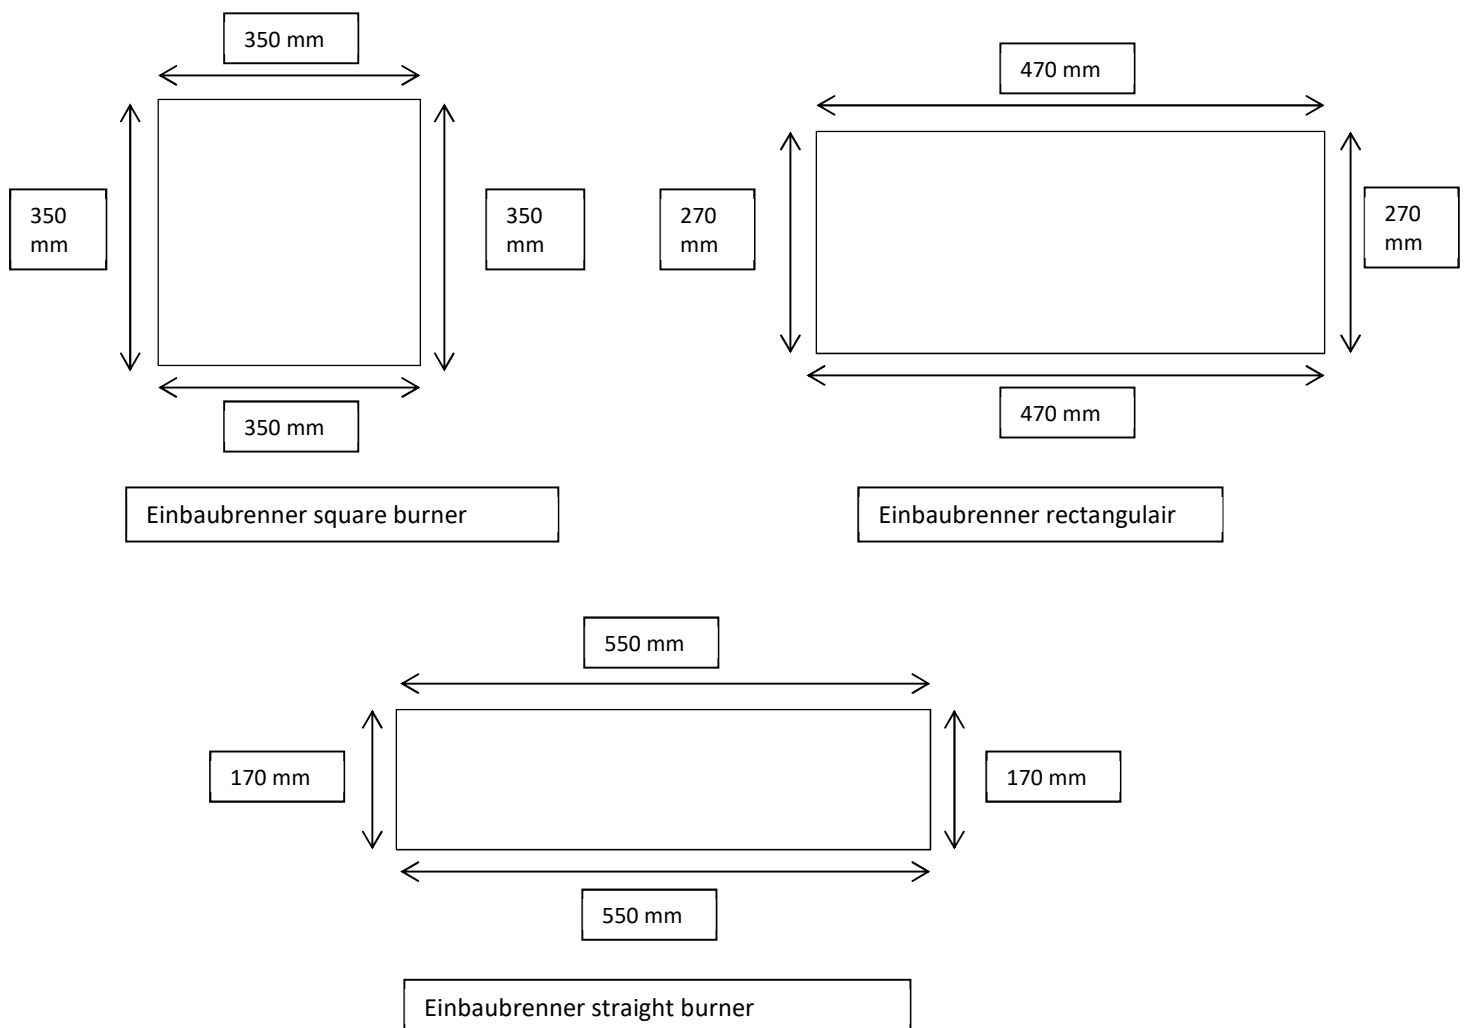 350 mm
350
mm
350
mm
350 mm
Einbaubrenner square burner
470 mm
270
mm
270
mm
470 mm
Einbaubrenner rectangulair
550 mm
170 mm
170 mm
550 mm
Einbaubrenner straight burner